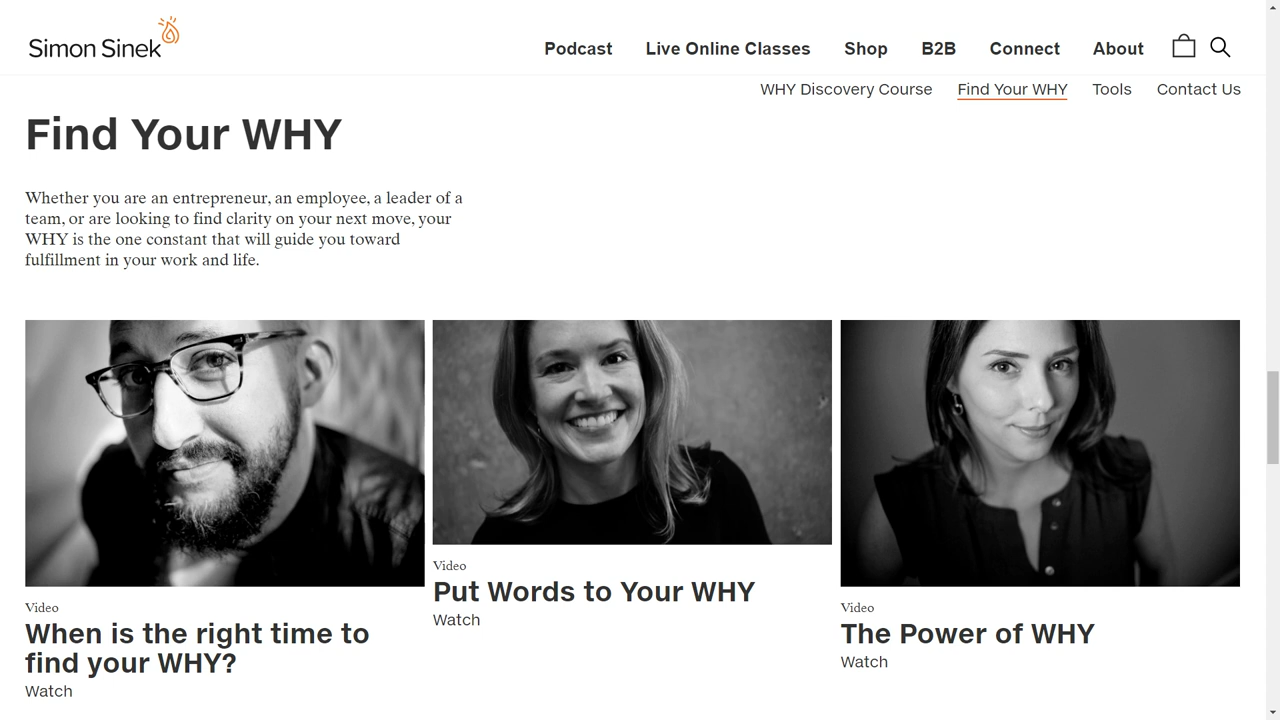 Simon Sinek
Podcast
Live Online Classes
Shop
B2B
Connect
About
WHY Discovery Course
Find Your WHY
Tools
Contact Us
Find Your WHY
Whether you are an entrepreneur, an employee, a leader of a
team, or are looking to find clarity on your next move, your
WHY is the one constant that will guide you toward
fulfillment in your work and life.
Video
When is the right time to
find your WHY?
Watch
Video
Put Words to Your WHY
Watch
Video
The Power of WHY
Watch